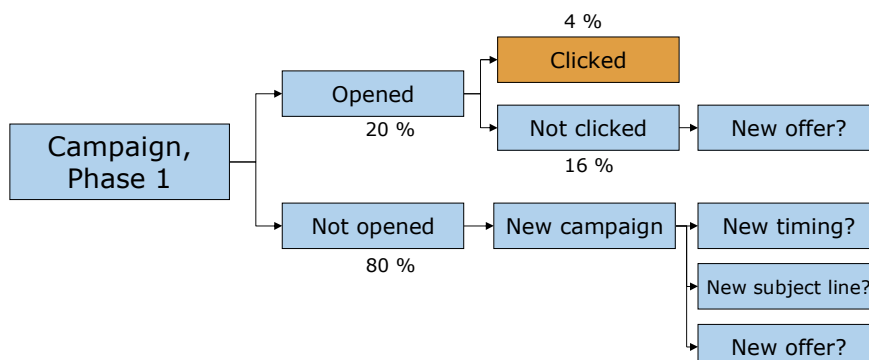 4 %
Clicked
Opened
20 %
Not clicked
New offer?
16 %
Campaign,
Phase 1
Not opened
New campaign
New timing?
80 %
New subject line?
New offer?